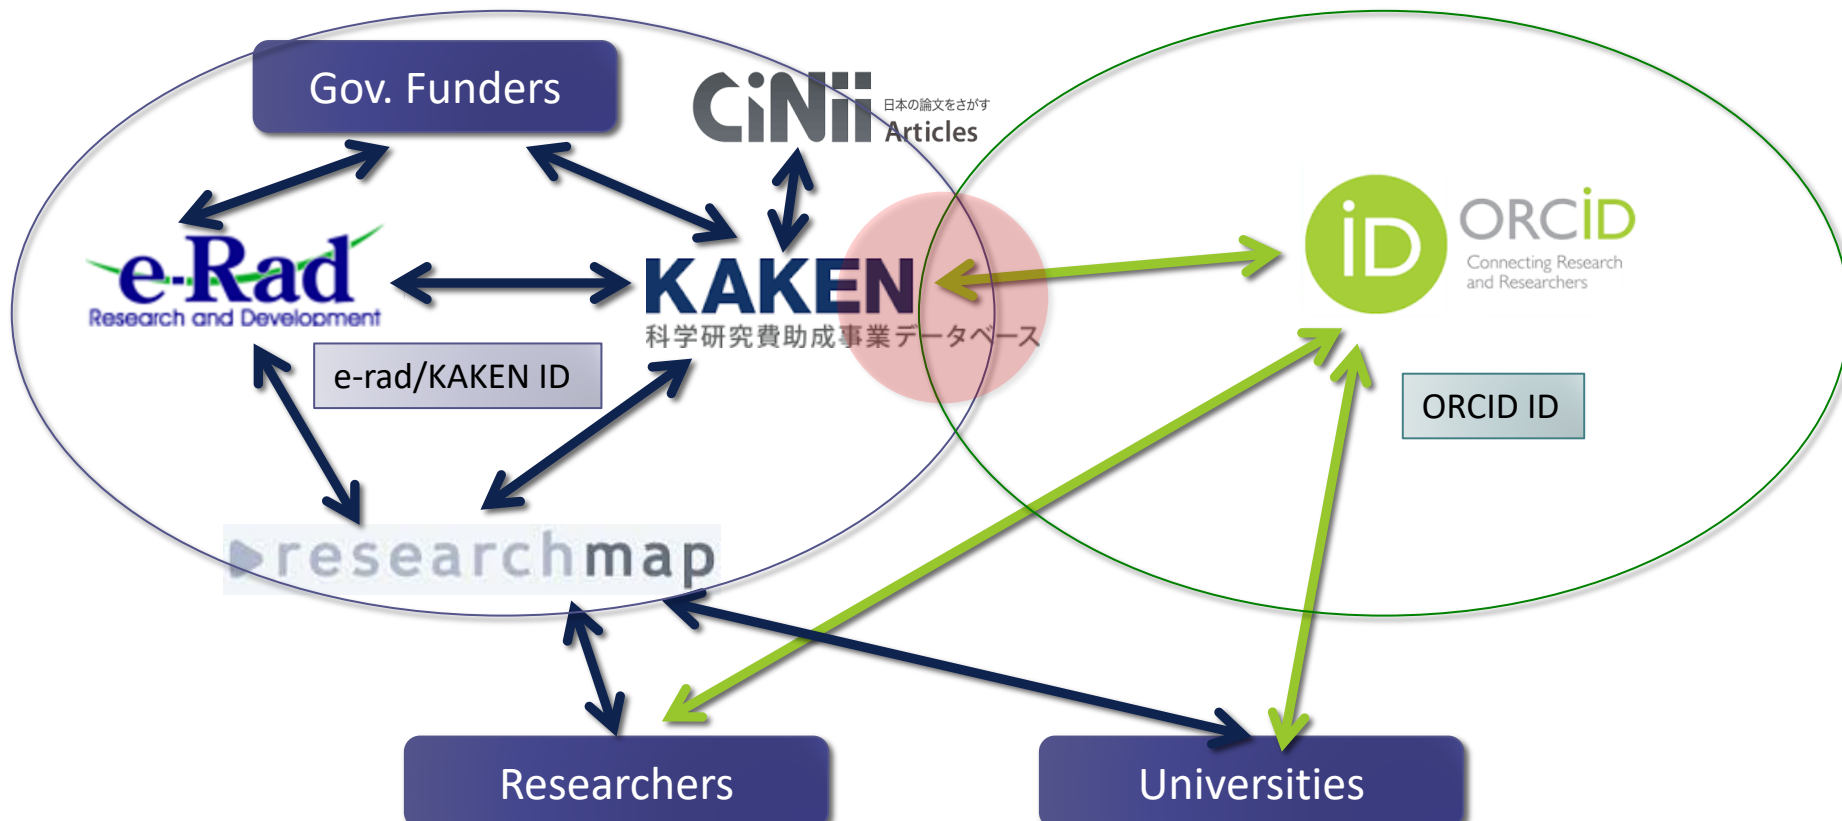 Gov. Funders
CiNii 日本の論文をさがす
Articles
e-Rad
Research and Development
KAKEN
科学研究費助成事業データベース
iD ORCiD
Connecting Research
and Researchers
e-rad/KAKEN ID
ORCID ID
researchmap
Researchers
Universities